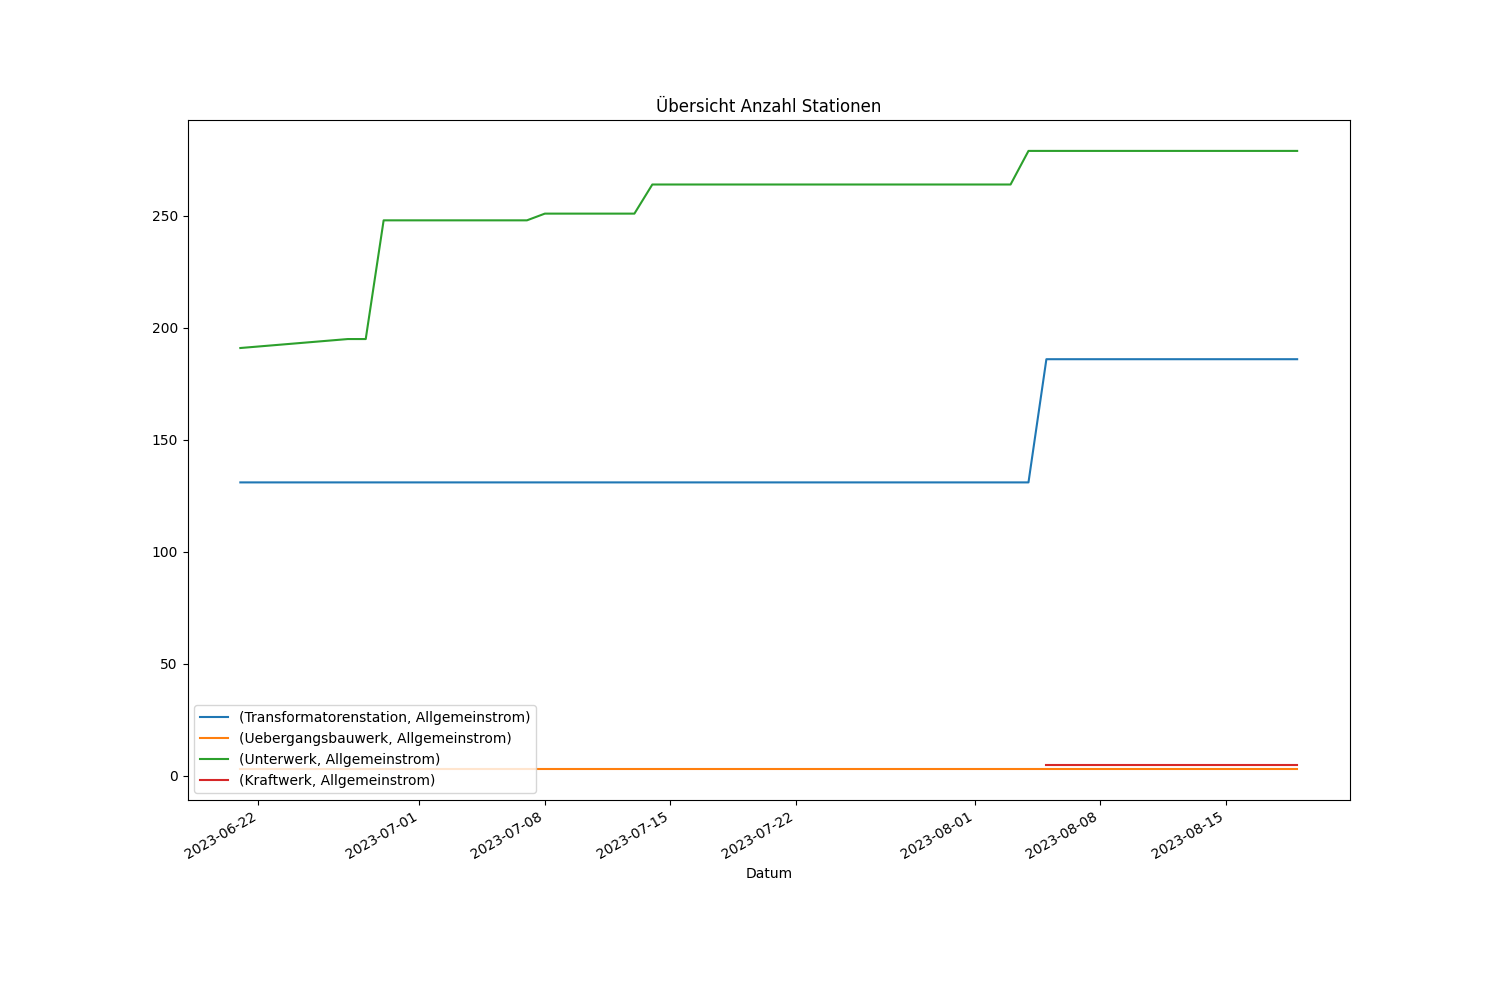 Übersicht Anzahl Stationen
250
200
150
100
50
0
(Transformatorenstation, Allgemeinstrom)
(Uebergangsbauwerk, Allgemeinstrom)
(Unterwerk, Allgemeinstrom)
(Kraftwerk, Allgemeinstrom)
2023-06-22
2023-07-01
2023-07-08
2023-07-15
2023-07-22
2023-08-01
2023-08-08
2023-08-15
Datum